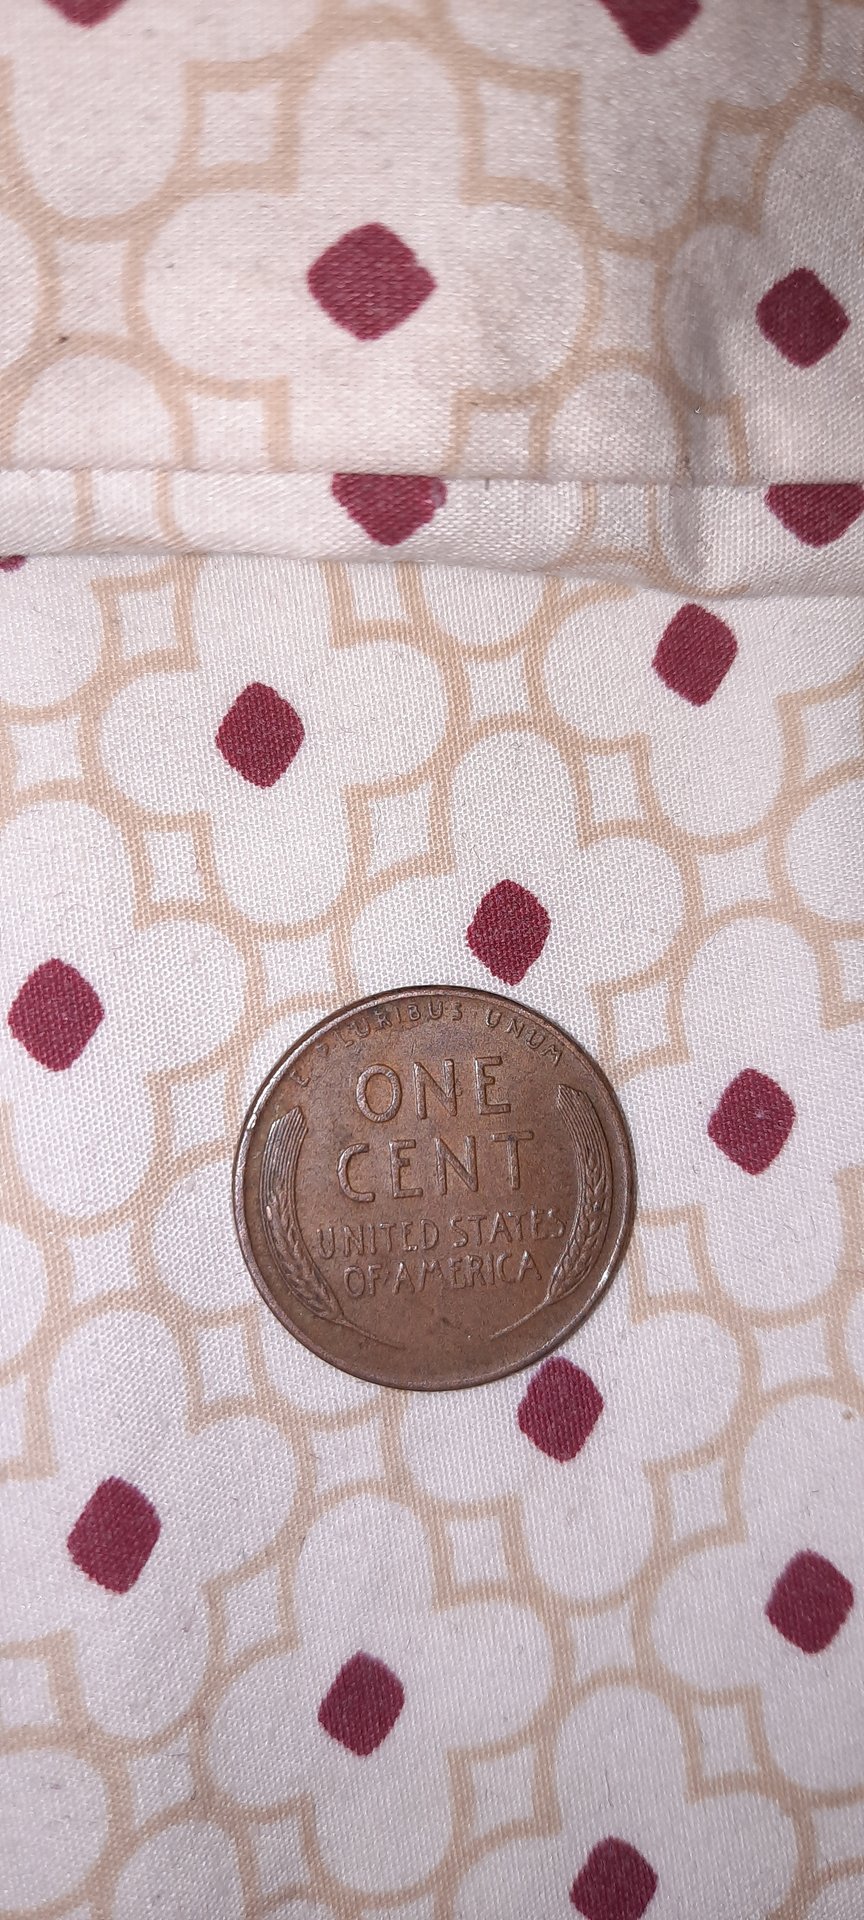 E·PLURIBUS·UNUM
ONE
CENT
UNITED STATES
OF AMERICA